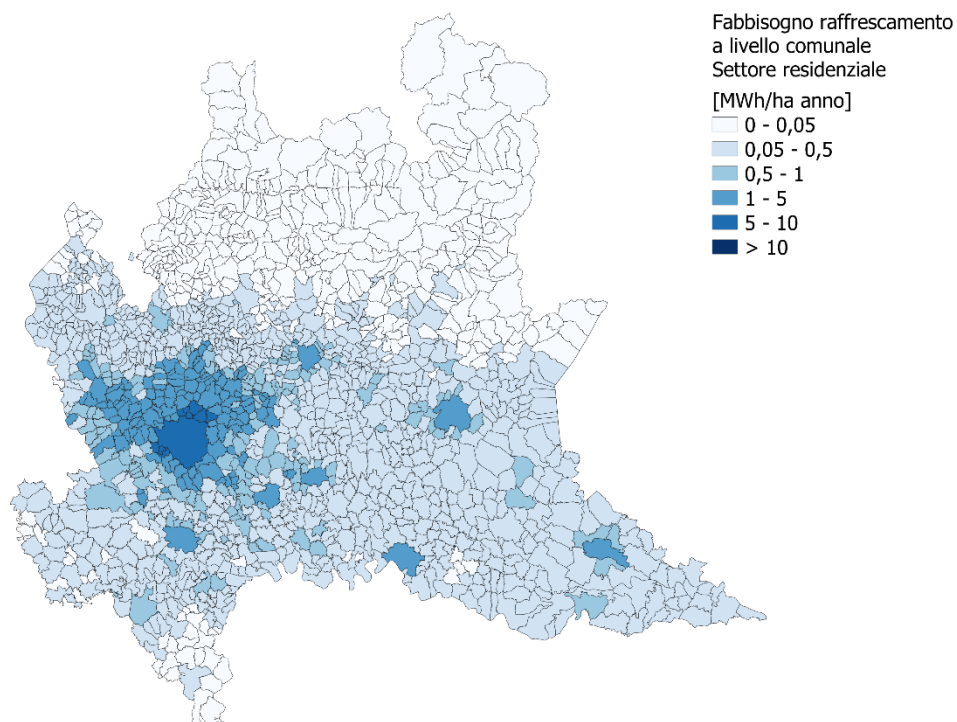 Fabbisogno raffrescamento
a livello comunale
Settore residenziale
[MWh/ha anno]
0 - 0,05
0,05 - 0,5
0,5 - 1
1 - 5
5 - 10
> 10